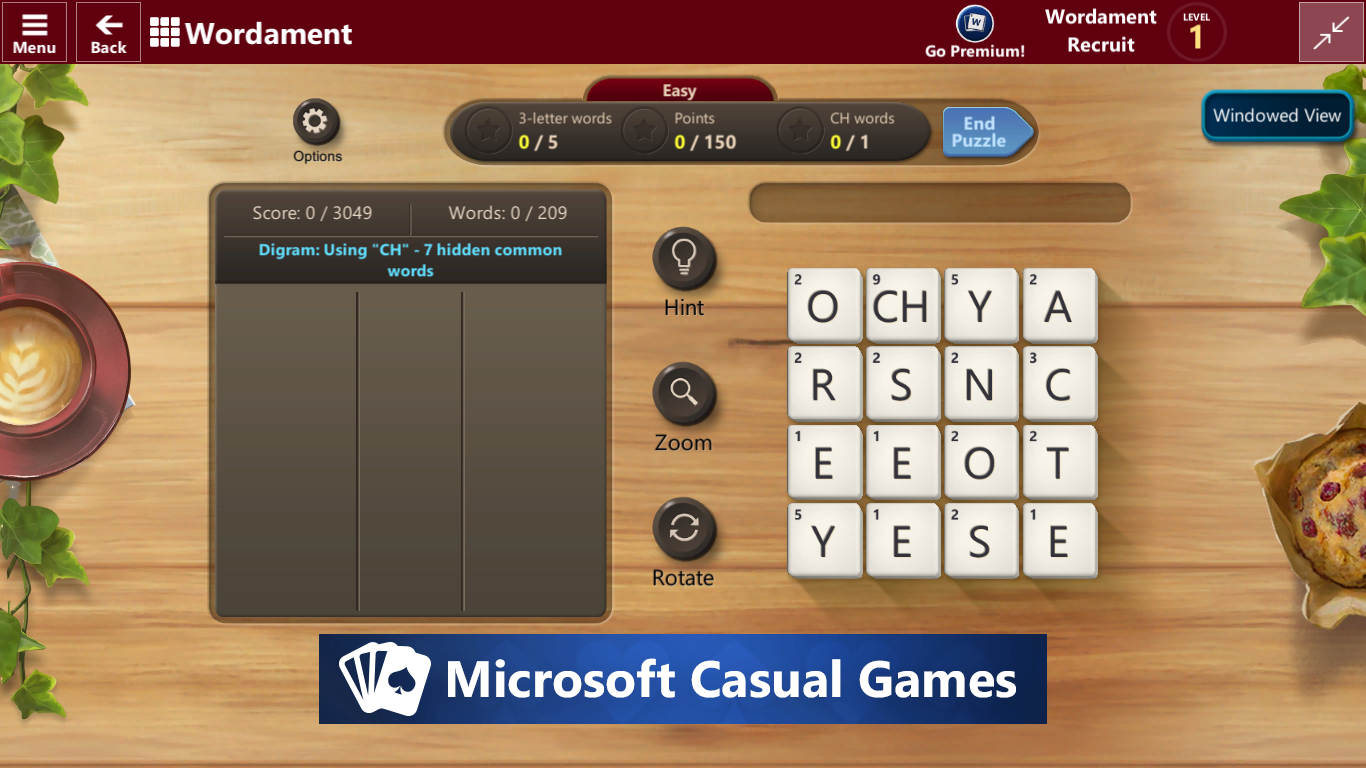 Menu
Back
Wordament
Go Premium!
Wordament
Recruit
LEVEL
1
Easy
Options
3-letter words
0 / 5
Points
0 / 150
CH words
0 / 1
End
Puzzle
Windowed View
Score: 0 / 3049
Words: 0 / 209
Digram: Using "CH" - 7 hidden common
words
Hint
Zoom
Rotate
2 O 9 CH 5 Y 2 A
2 R 2 S 2 N 3 C
1 E 1 E 2 O 2 T
5 Y 1 E 2 S 1 E
W
Microsoft Casual Games